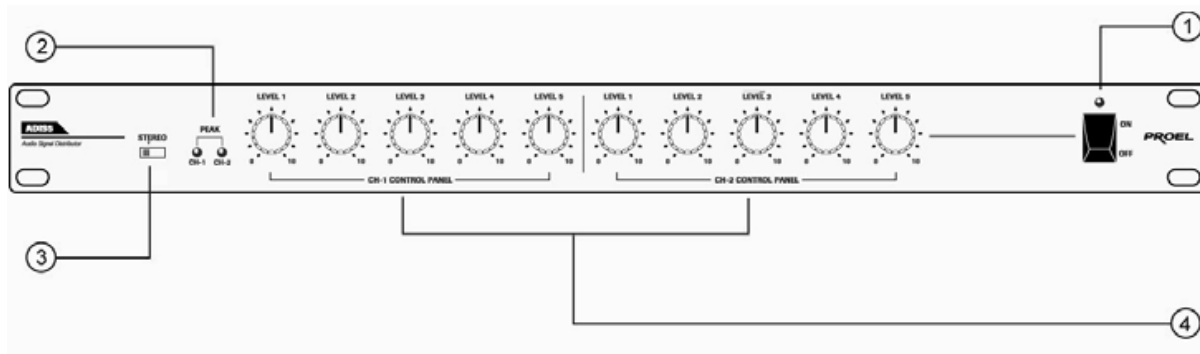 1
2
LEVEL 1 LEVEL 2 LEVEL 3 LEVEL 4 LEVEL 5 LEVEL 1 LEVEL 2 LEVEL 3 LEVEL 4 LEVEL 5
Audio Signal Distributor
STEREO
PEAK
CH-1 CH-2
0 10 0 10 0 10 0 10 0 10 0 10 0 10 0 10 0 10 0 10
CH-1 CONTROL PANEL CH-2 CONTROL PANEL
ON
OFF
PROEL
3
4